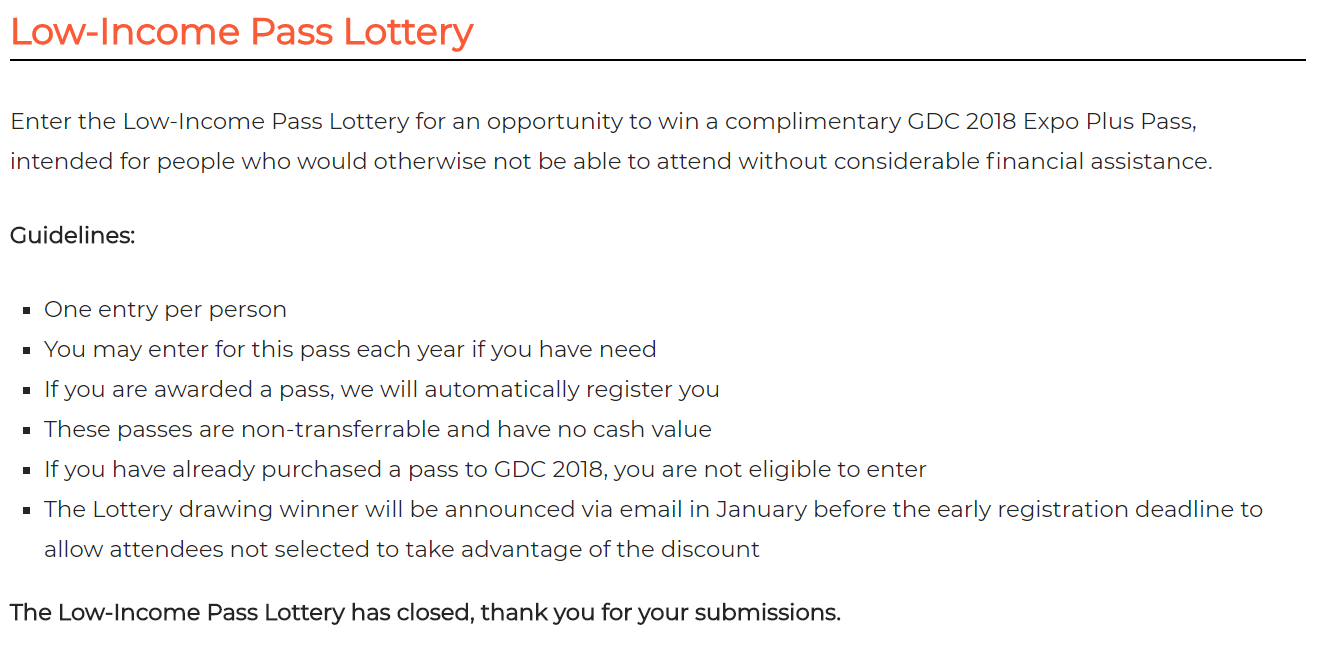 Low-Income Pass Lottery
Enter the Low-Income Pass Lottery for an opportunity to win a complimentary GDC 2018 Expo Plus Pass,
intended for people who would otherwise not be able to attend without considerable financial assistance.
Guidelines:
One entry per person
You may enter for this pass each year if you have need
If you are awarded a pass, we will automatically register you
These passes are non-transferrable and have no cash value
If you have already purchased a pass to GDC 2018, you are not eligible to enter
The Lottery drawing winner will be announced via email in January before the early registration deadline to
allow attendees not selected to take advantage of the discount
The Low-Income Pass Lottery has closed, thank you for your submissions.